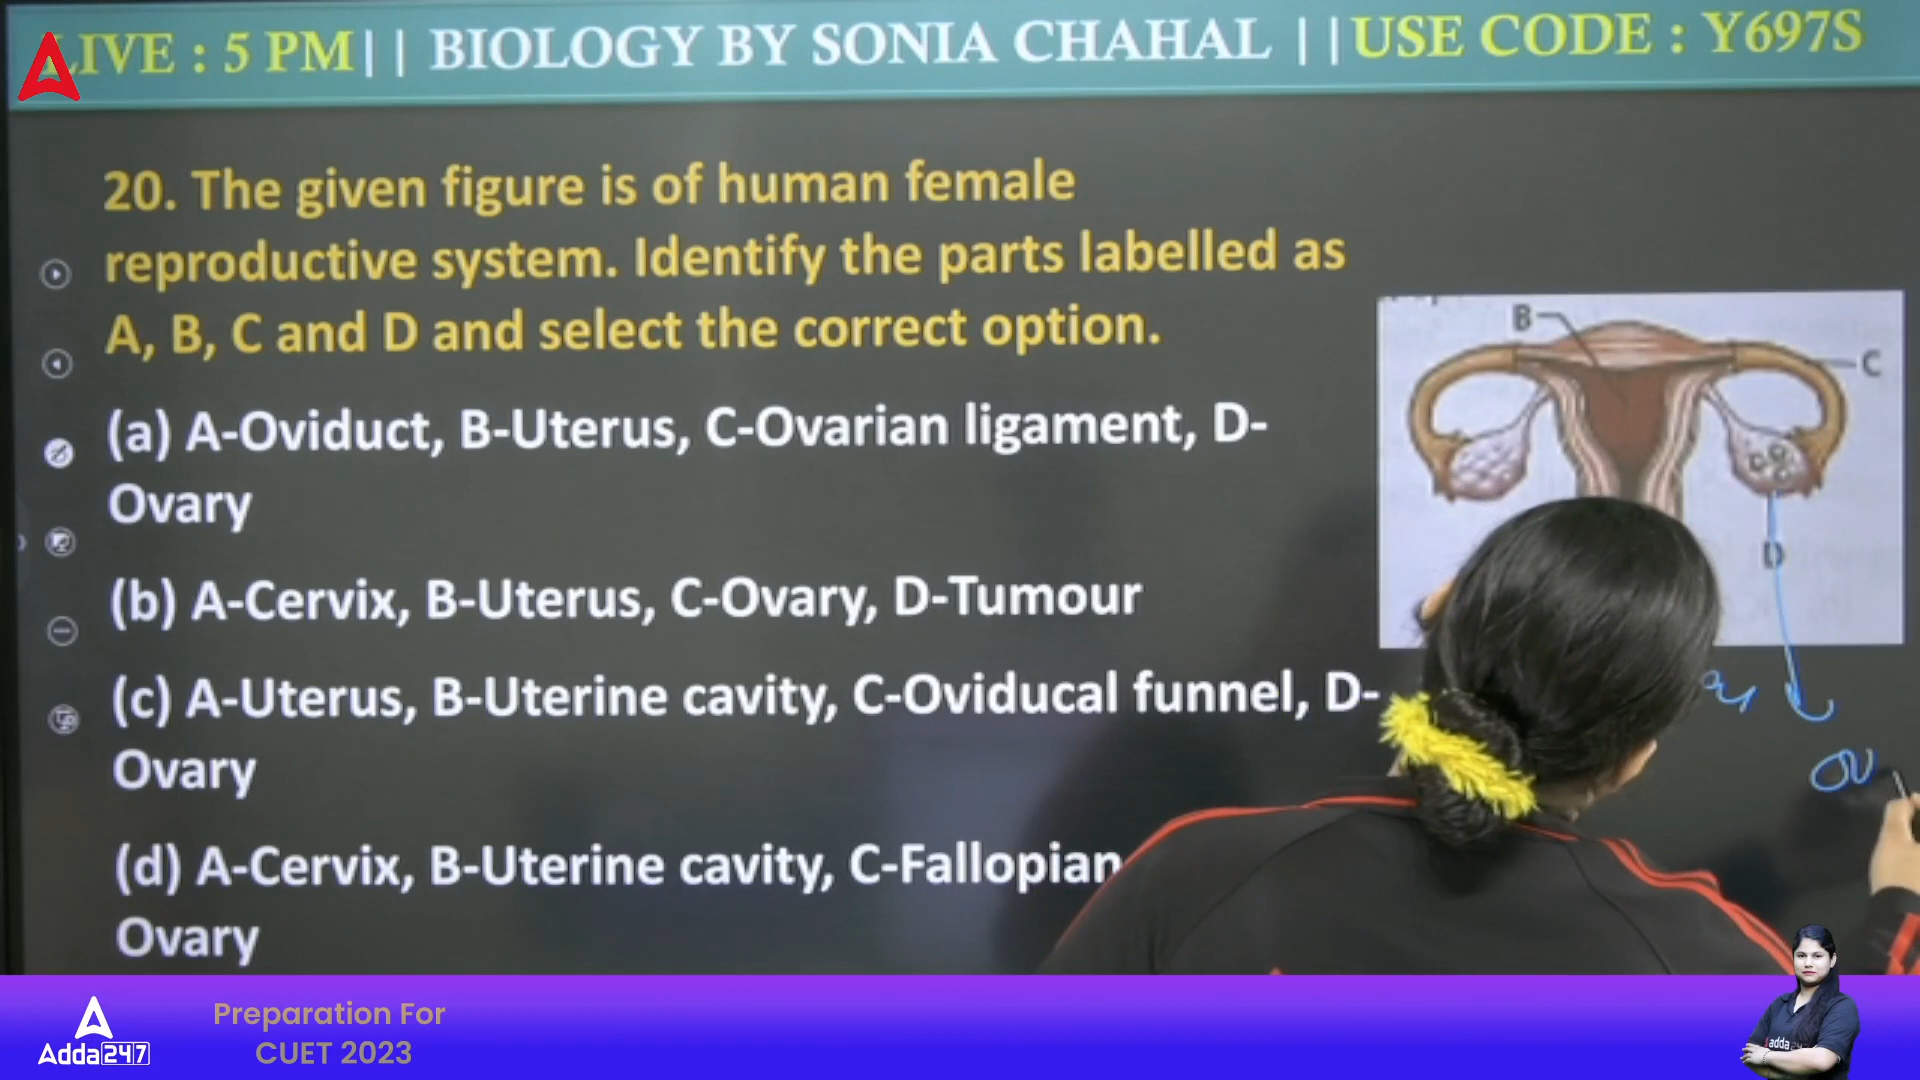 LIVE : 5 PM || BIOLOGY BY SONIA CHAHAL || USE CODE : Y697S
20. The given figure is of human female
reproductive system. Identify the parts labelled as
A, B, C and D and select the correct option.
(a) A-Oviduct, B-Uterus, C-Ovarian ligament, D-
Ovary
(b) A-Cervix, B-Uterus, C-Ovary, D-Tumour
(c) A-Uterus, B-Uterine cavity, C-Oviducal funnel, D-
Ovary
(d) A-Cervix, B-Uterine cavity, C-Fallopian
Ovary
B
C
D
ov
Adda247
Preparation For
CUET 2023
adda247